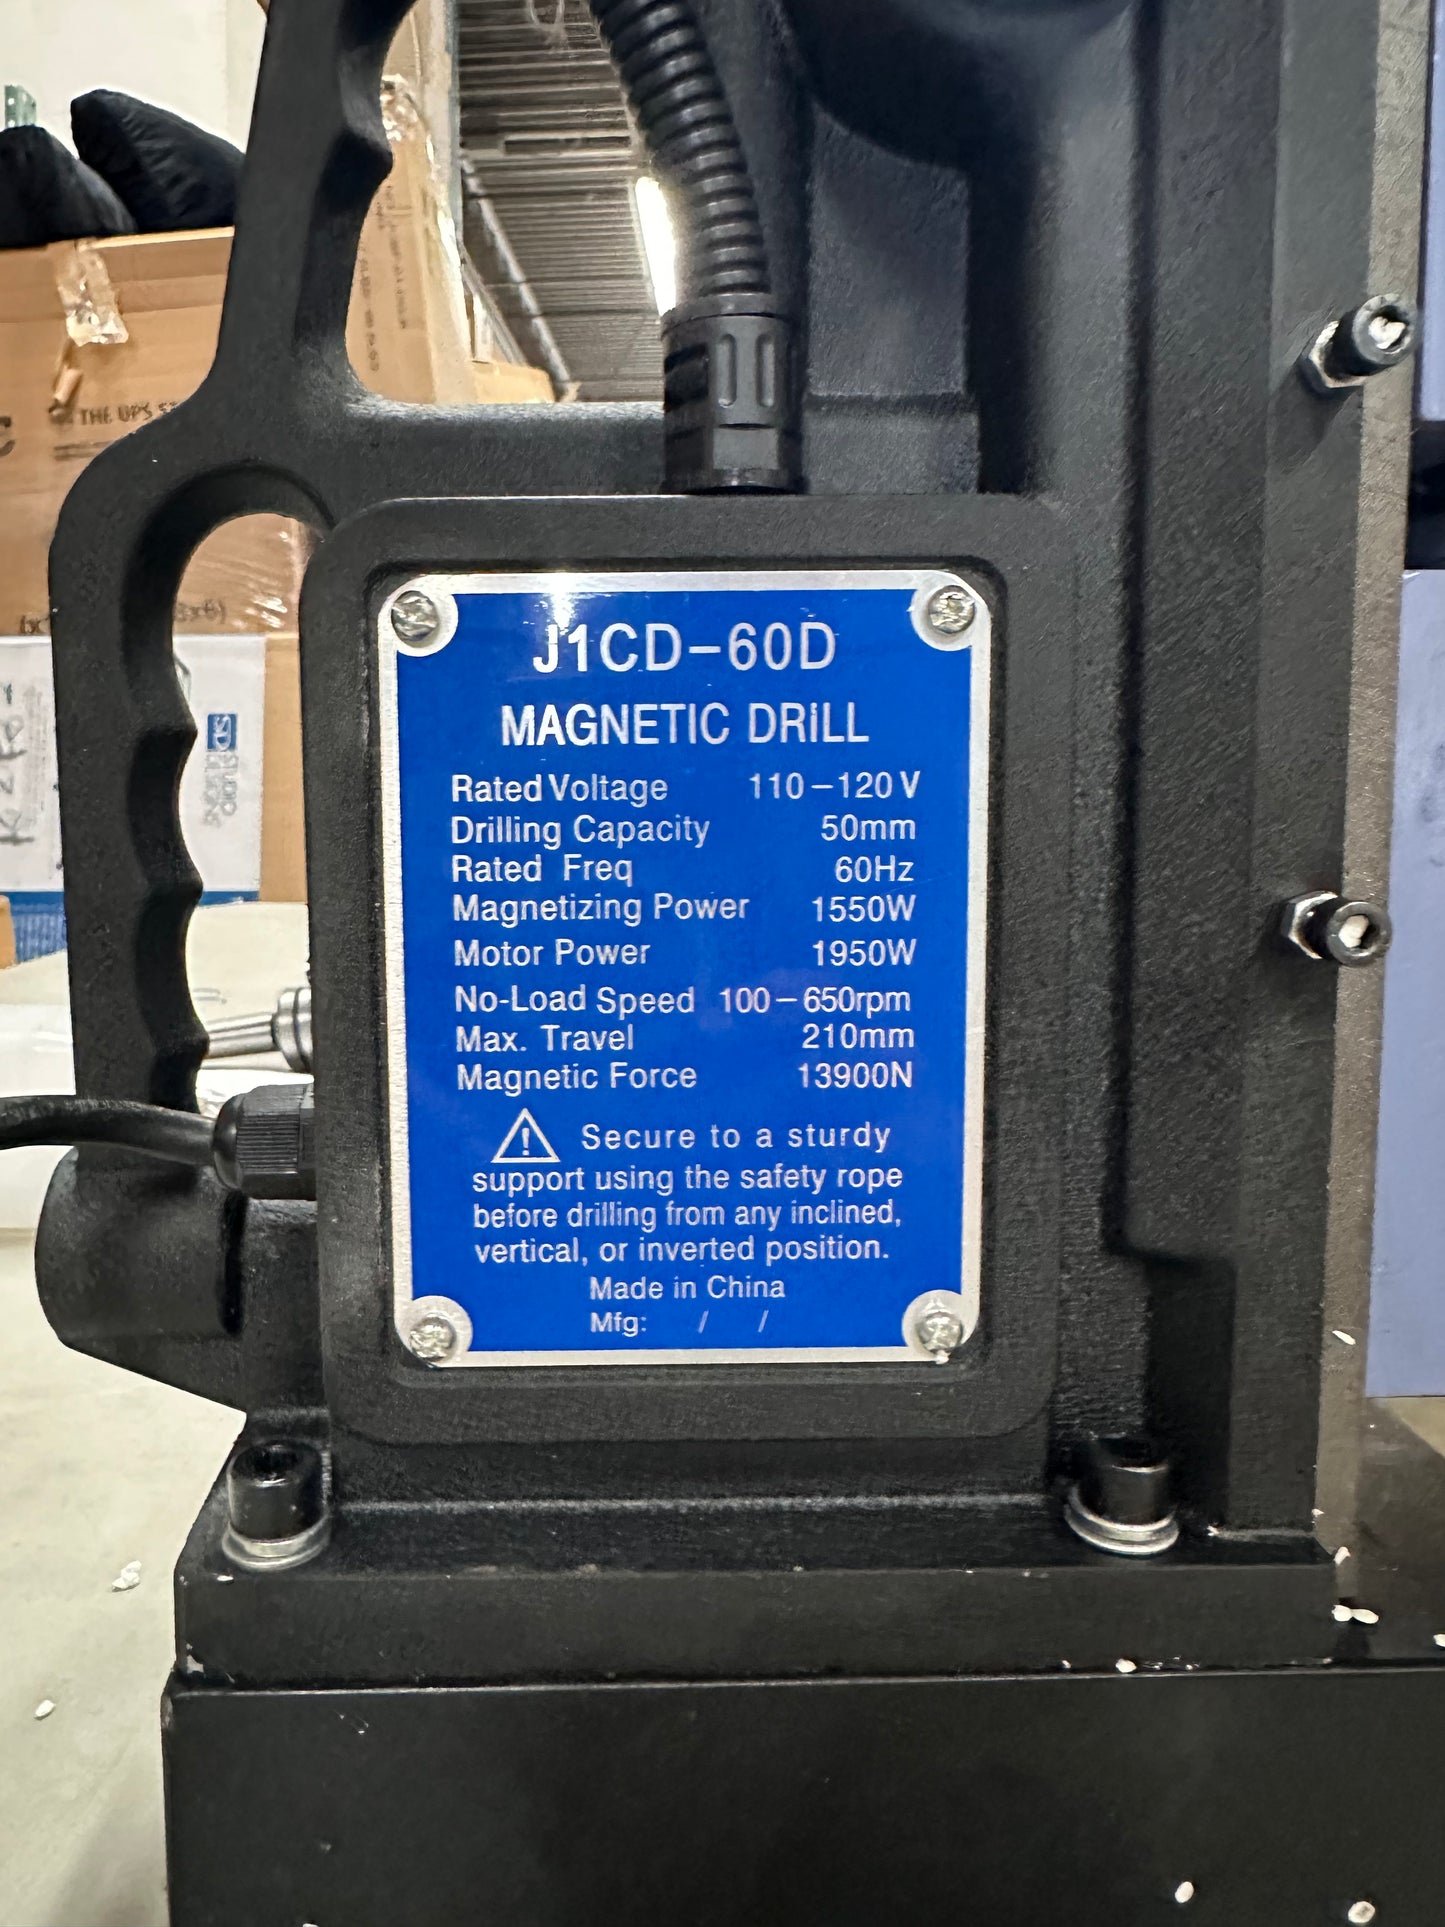 THE UPS S
J1CD-60D
MAGNETIC DRILL
Rated Voltage 110-120V
Drilling Capacity 50mm
Rated Freq 60Hz
Magnetizing Power 1550W
Motor Power 1950W
No-Load Speed 100-650rpm
Max. Travel 210mm
Magnetic Force 13900N
Secure to a sturdy
support using the safety rope
before drilling from any inclined,
vertical, or inverted position.
Made in China
Mfg: / /